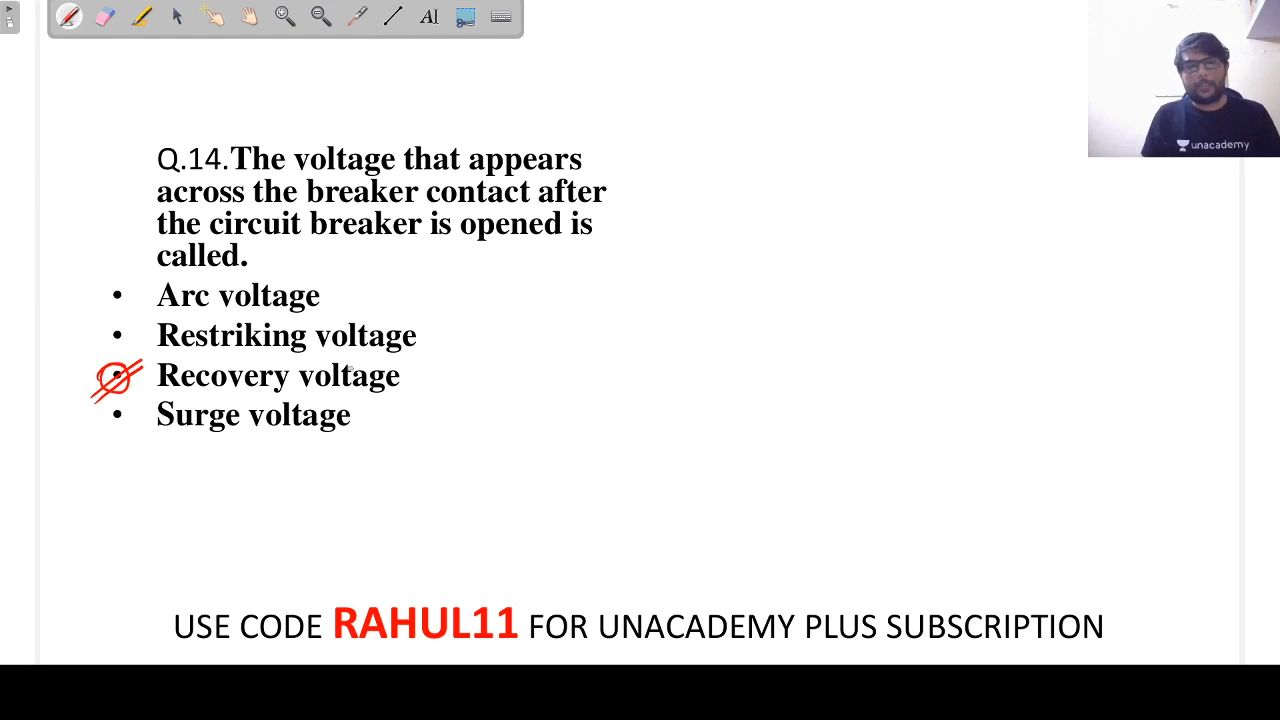 AI
unacademy
Q.14.The voltage that appears
across the breaker contact after
the circuit breaker is opened is
called.
• Arc voltage
• Restriking voltage
• Recovery voltage
• Surge voltage
USE CODE RAHUL11 FOR UNACADEMY PLUS SUBSCRIPTION